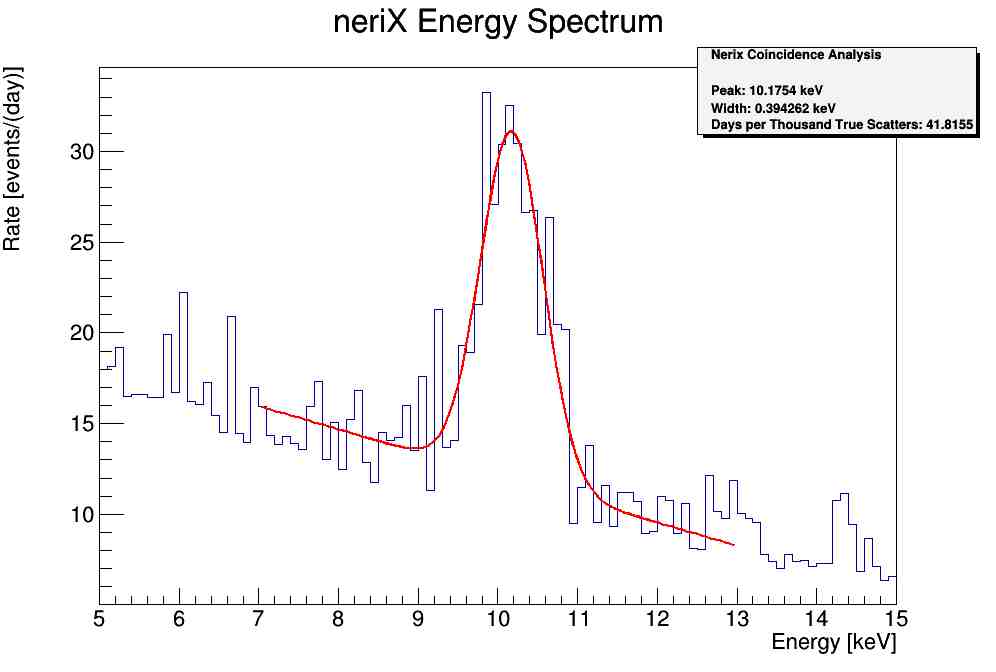 neriX Energy Spectrum
Nerix Coincidence Analysis
Peak: 10.1754 keV
Width: 0.394262 keV
Days per Thousand True Scatters: 41.8155
Rate [events/(day)]
30
25
20
15
10
5 6 7 8 9 10 11 12 13 14 15
Energy [keV]